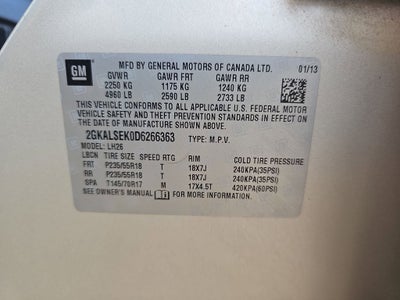 GM
MFD BY GENERAL MOTORS OF CANADA LTD. 01/13
GVWR GAWR FRT GAWR RR
2250 KG 1175 KG 1240 KG
4960 LB 2590 LB 2733 LB
THIS VEHICLE CONFORMS TO ALL APPLICABLE U.S. FEDERAL MOTOR
VEHICLE SAFETY AND THEFT PREVENTION STANDARDS IN EFFECT ON
THE DATE OF MANUFACTURE SHOWN ABOVE.
2GKALSEK0D6266363 TYPE: M.P.V.
MODEL: LH26
LBCN TIRE SIZE SPEED RTG RIM COLD TIRE PRESSURE
FRT P235/55R18 T 18X7J 240KPA(35PSI)
RR P235/55R18 T 18X7J 240KPA(35PSI)
SPA T145/70R17 M 17X4.5T 420KPA(60PSI)
SEE OWNER'S MANUAL FOR MORE INFORMATION